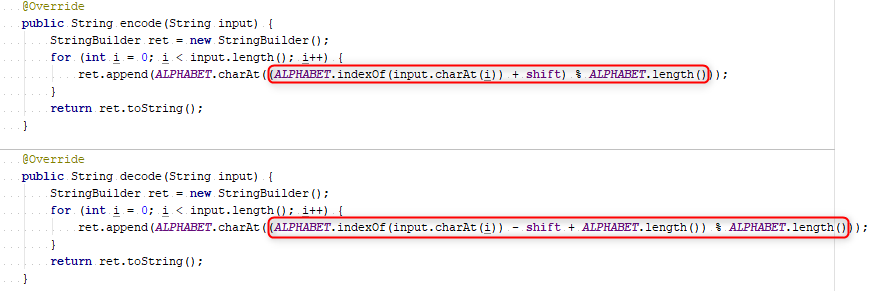 @Override
public String encode(String input) {
StringBuilder ret = new StringBuilder();
for (int i = 0; i < input.length(); i++) {
ret.append(ALPHABET.charAt((ALPHABET.indexOf(input.charAt(i)) + shift) % ALPHABET.length()));
}
return ret.toString();
}
@Override
public String decode(String input) {
StringBuilder ret = new StringBuilder();
for (int i = 0; i < input.length(); i++) {
ret.append(ALPHABET.charAt((ALPHABET.indexOf(input.charAt(i)) - shift + ALPHABET.length()) % ALPHABET.length()));
}
return ret.toString();
}